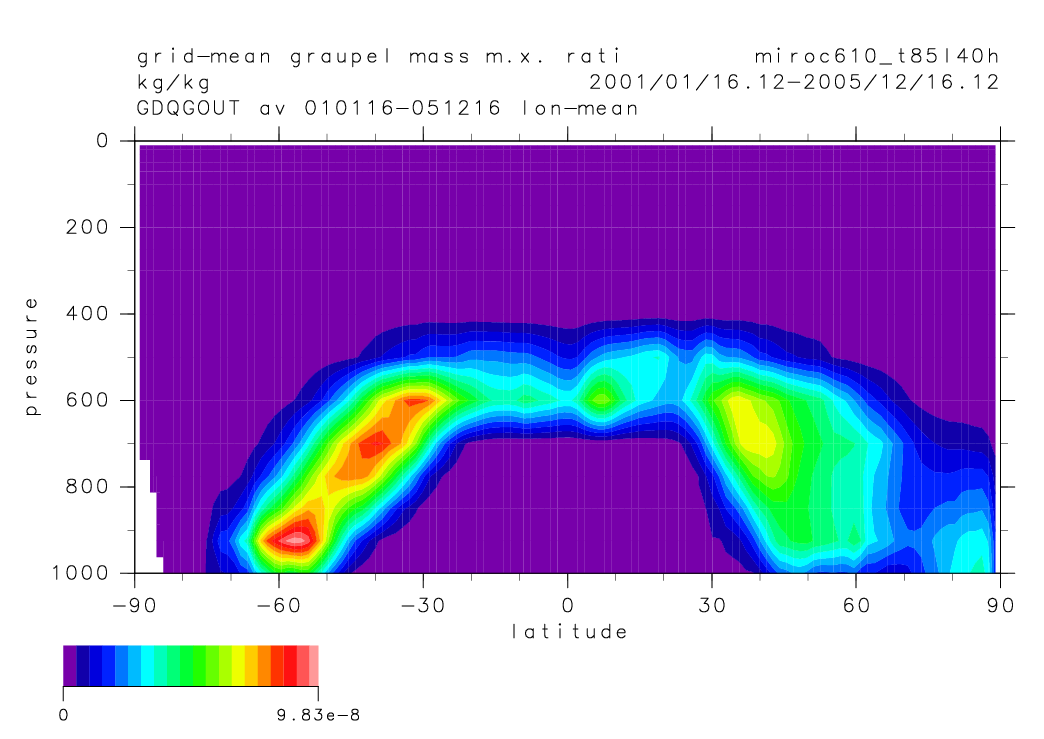 grid-mean graupel mass m.x. rati miroc610_t85l40h
kg/kg 2001/01/16.12-2005/12/16.12
GDQGOUT av 010116-051216 lon-mean
0
200
400
600
800
1000
pressure
-90 -60 -30 0 30 60 90
latitude
0 9.83e-8